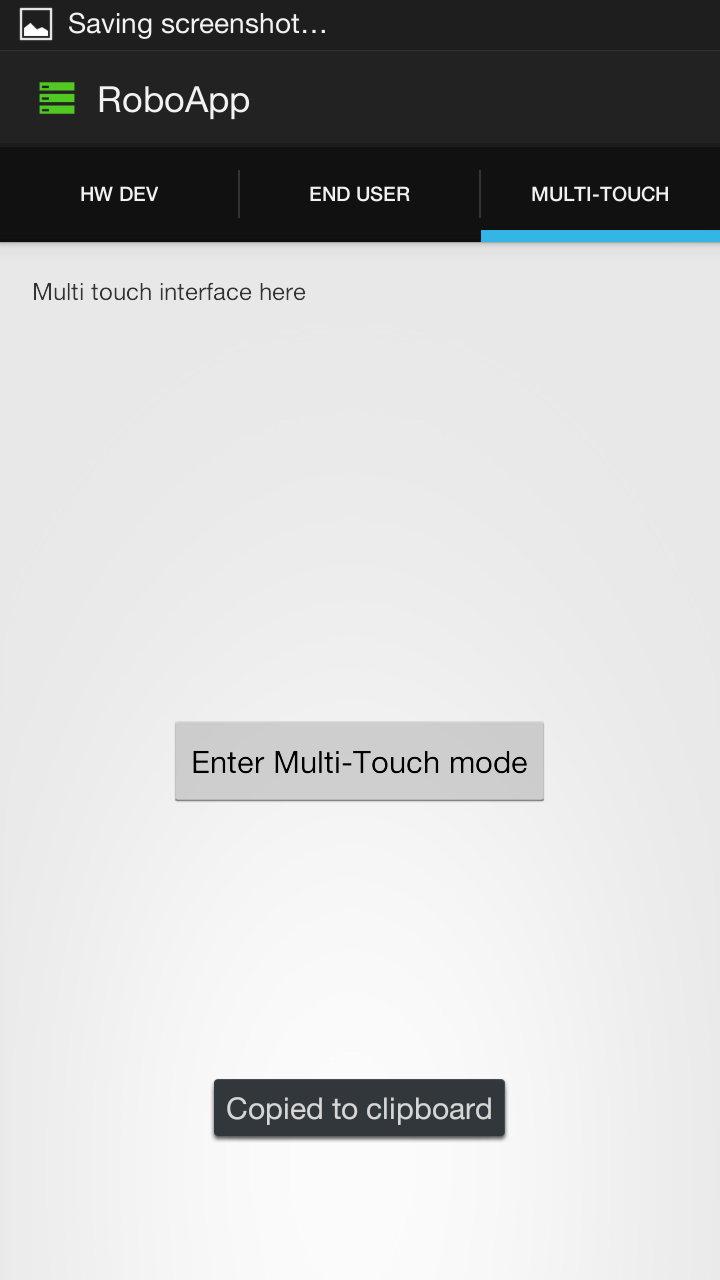 Saving screenshot...
RoboApp
HW DEV
END USER
MULTI-TOUCH
Multi touch interface here
Enter Multi-Touch mode
Copied to clipboard